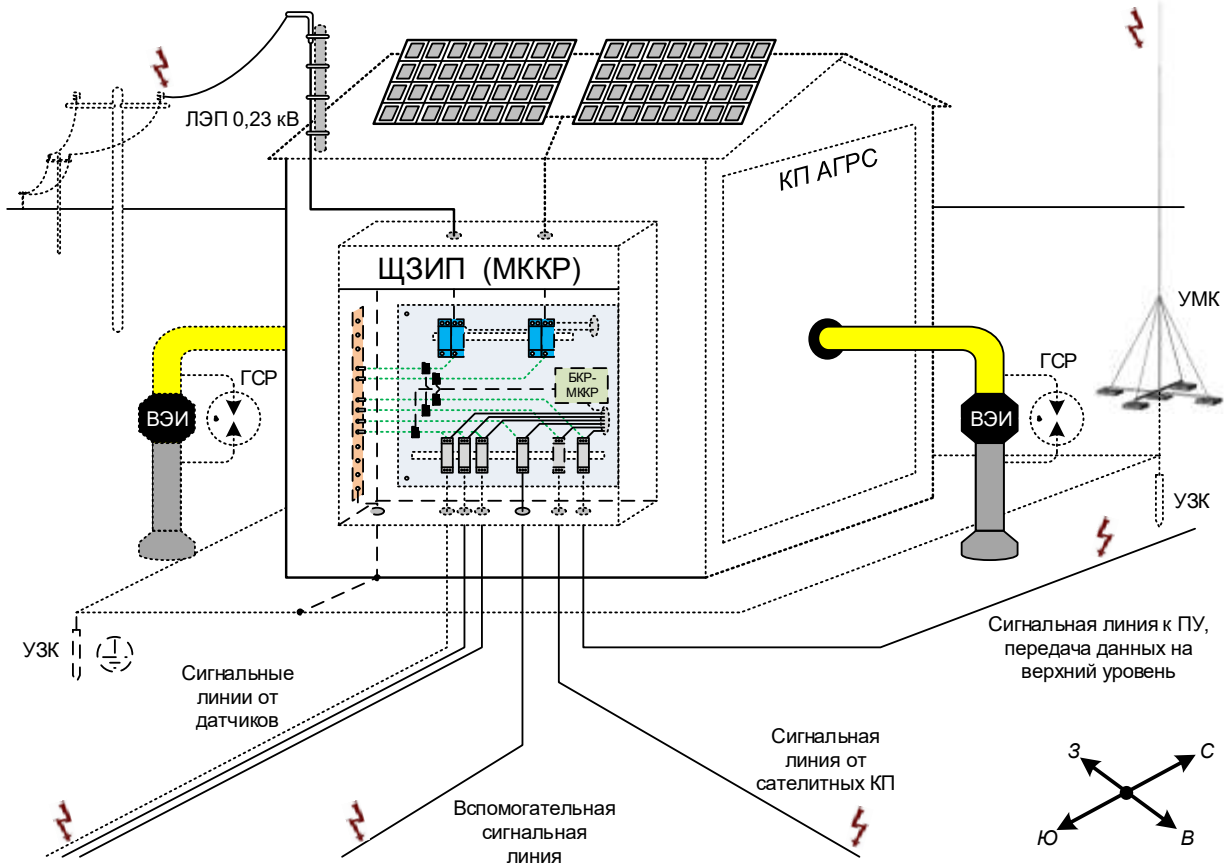 ЛЭП 0,23 кВ
КП АГРС
ЩЗИП (МККР)
УМК
БКР-
МККР
ГСР
ГСР
ВЭИ
ВЭИ
УЗК
УЗК
Сигнальные
линии от
датчиков
Сигнальная линия к ПУ,
передача данных на
верхний уровень
Сигнальная
линия от
сателитных КП
Вспомогательная
сигнальная
линия
З
С
Ю
В